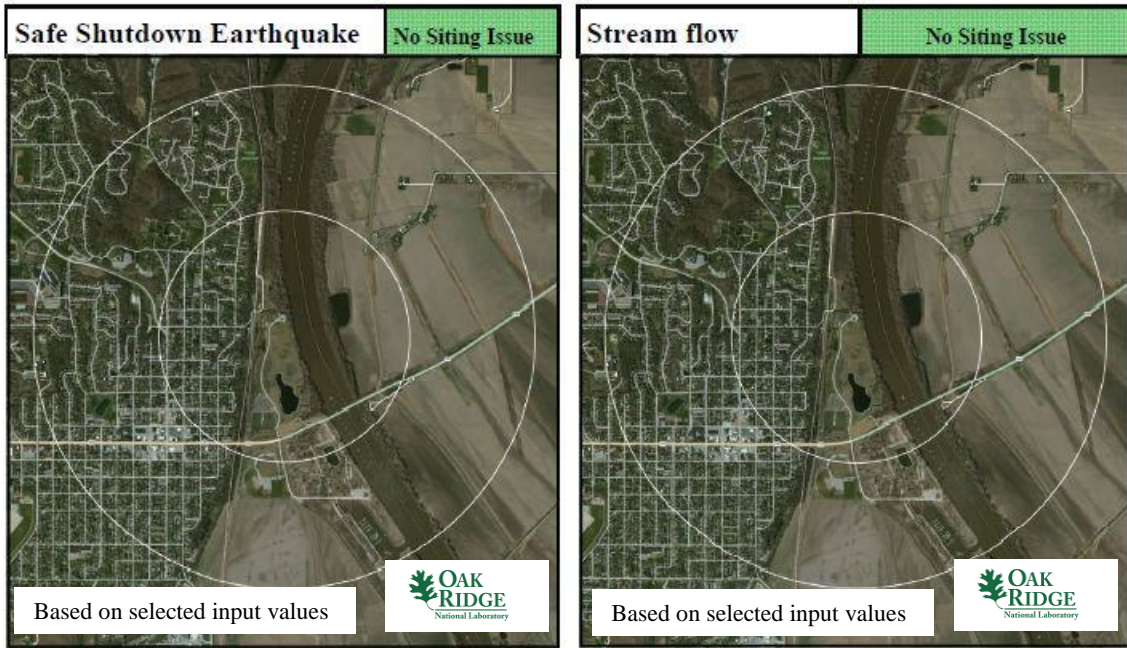 Safe Shutdown Earthquake
No Siting Issue
Based on selected input values
OAK
RIDGE
National Laboratory
Stream flow
No Siting Issue
Based on selected input values
OAK
RIDGE
National Laboratory